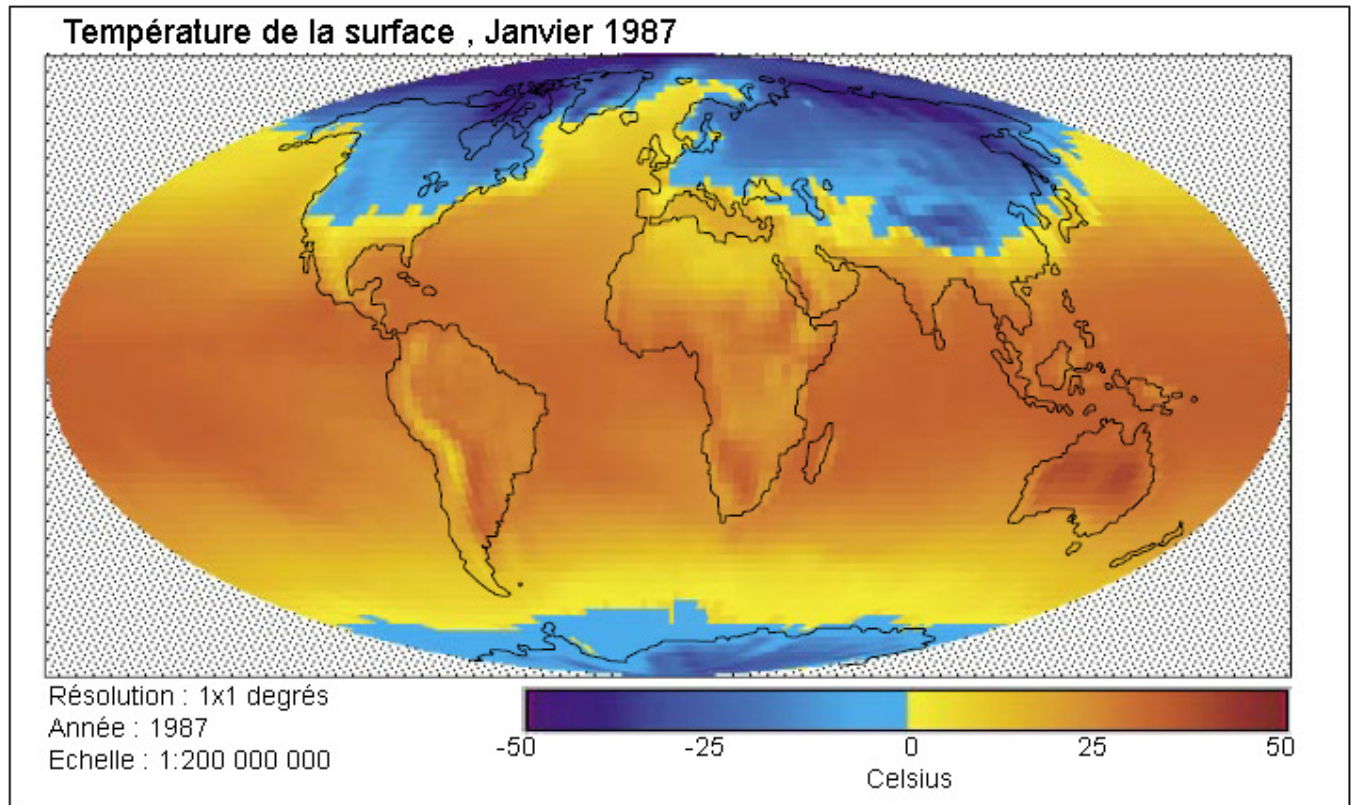 Température de la surface , Janvier 1987
Résolution : 1x1 degrés
Année : 1987
Echelle : 1:200 000 000
-50 -25 0 25 50
Celsius